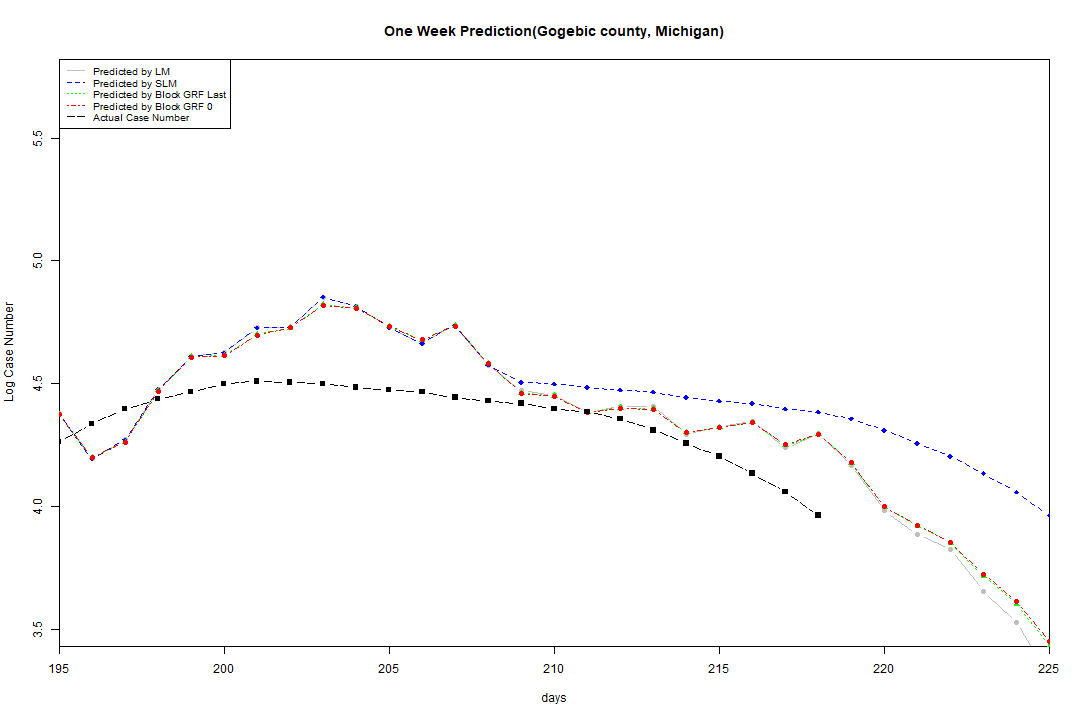 One Week Prediction(Gogebic county, Michigan)
Predicted by LM
Predicted by SLM
Predicted by Block GRF Last
Predicted by Block GRF 0
Actual Case Number
5.5
5.0
4.5
4.0
3.5
Log Case Number
195 200 205 210 215 220 225
days